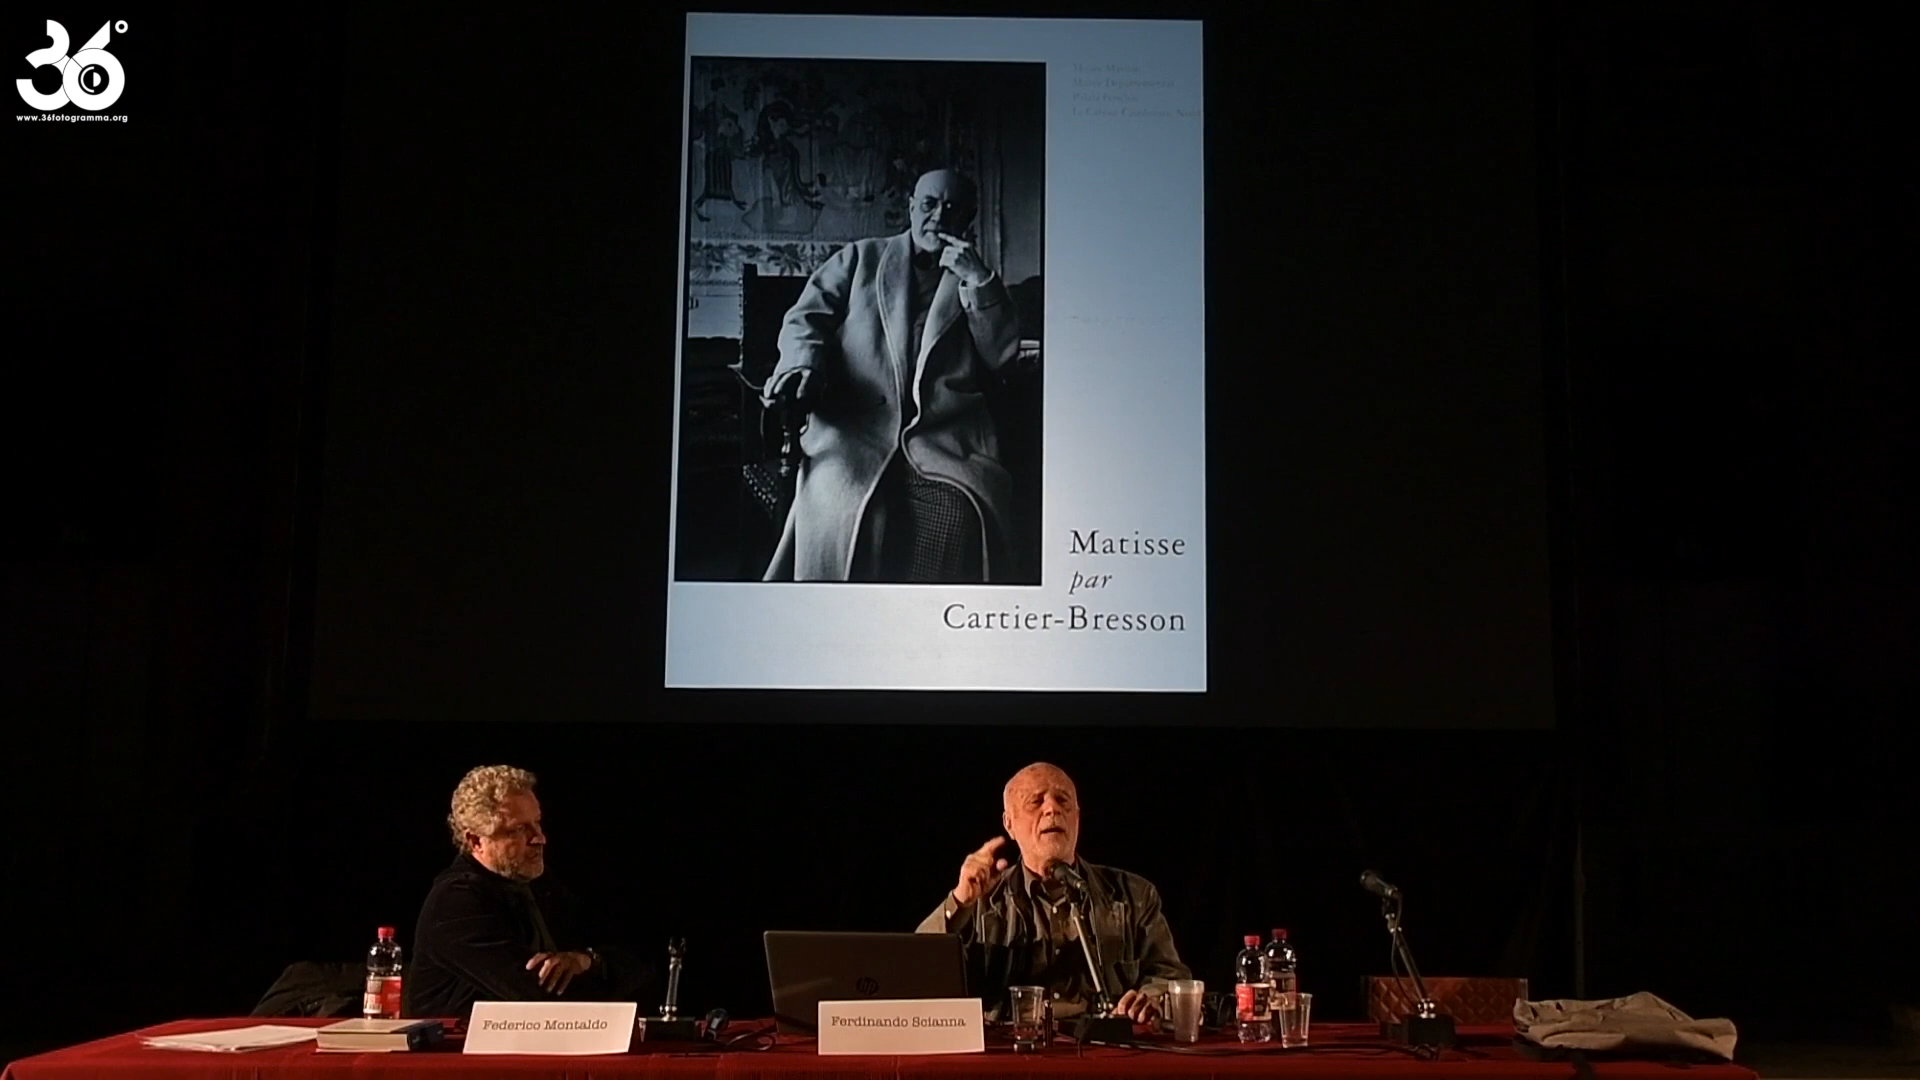 36°
www.36fotogramma.org
Matisse
par
Cartier-Bresson
hp
Federico Montaldo
Ferdinando Scianna